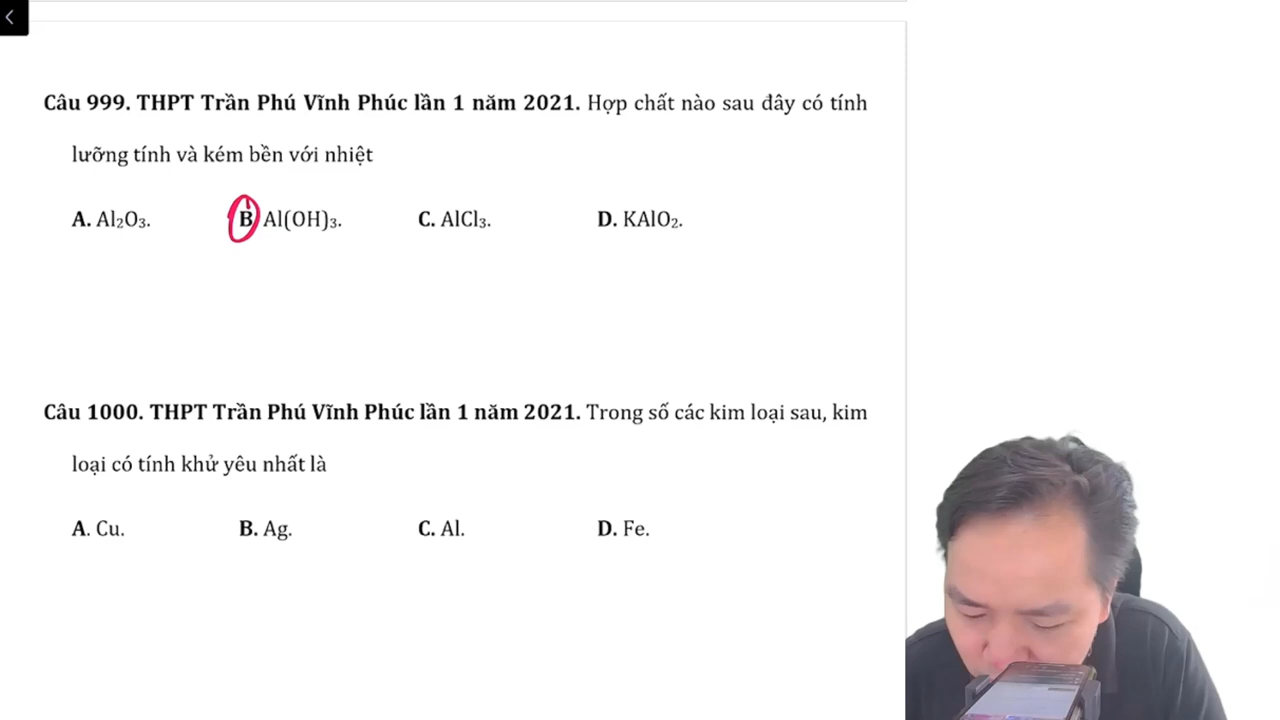 Câu 999. THPT Trần Phú Vĩnh Phúc lần 1 năm 2021. Hợp chất nào sau đây có tính
lưỡng tính và kém bền với nhiệt
A. Al₂O₃. B Al(OH)₃. C. AlCl₃. D. KAlO₂.
Câu 1000. THPT Trần Phú Vĩnh Phúc lần 1 năm 2021. Trong số các kim loại sau, kim
loại có tính khử yêu nhất là
A. Cu. B. Ag. C. Al. D. Fe.